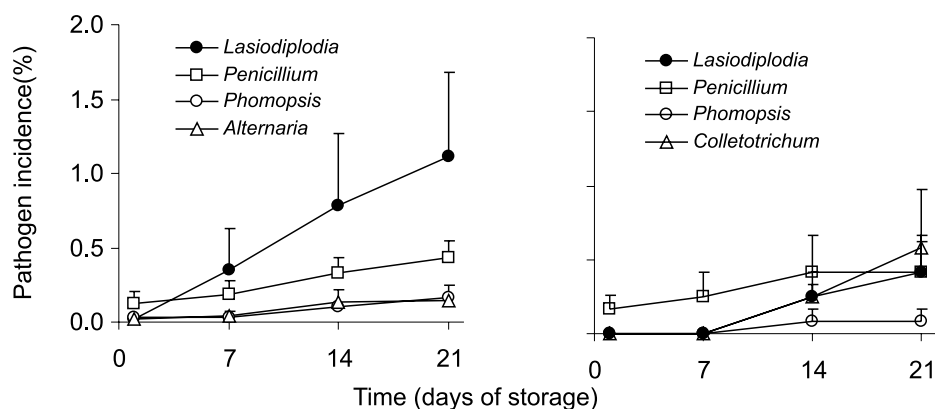 2.0
1.5
1.0
0.5
0.0
Pathogen incidence(%)
Lasiodiplodia
Penicillium
Phomopsis
Alternaria
0 7 14 21
Lasiodiplodia
Penicillium
Phomopsis
Colletotrichum
0 7 14 21
Time (days of storage)